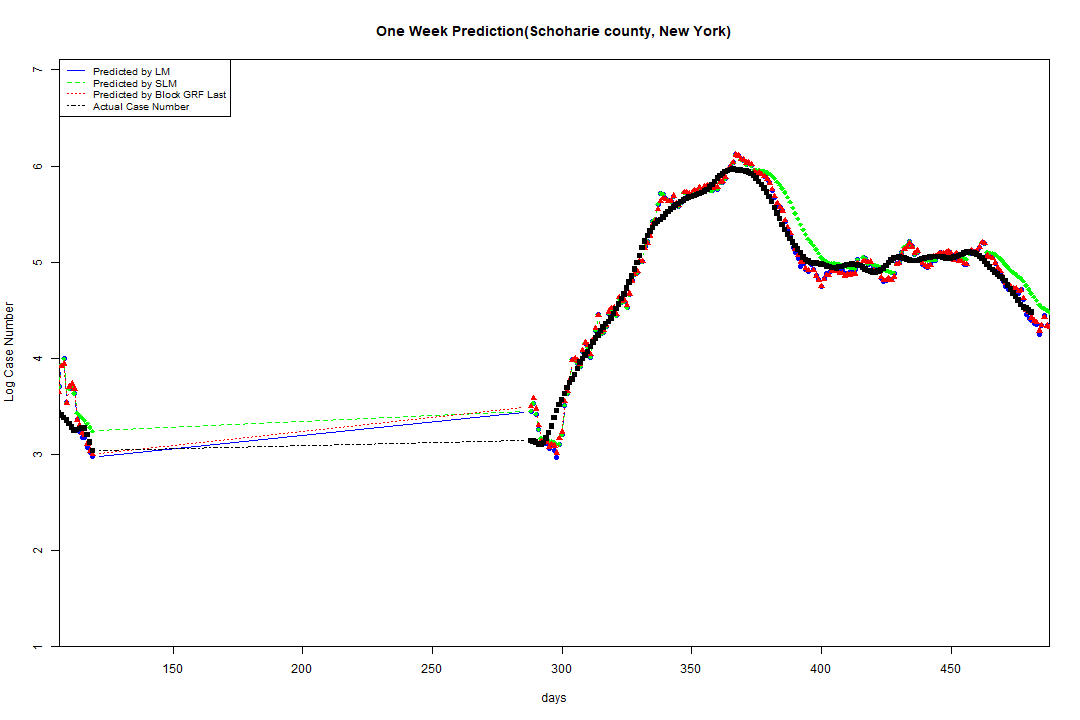 One Week Prediction(Schoharie county, New York)
Predicted by LM
Predicted by SLM
Predicted by Block GRF Last
Actual Case Number
Log Case Number
7
6
5
4
3
2
1
150 200 250 300 350 400 450
days